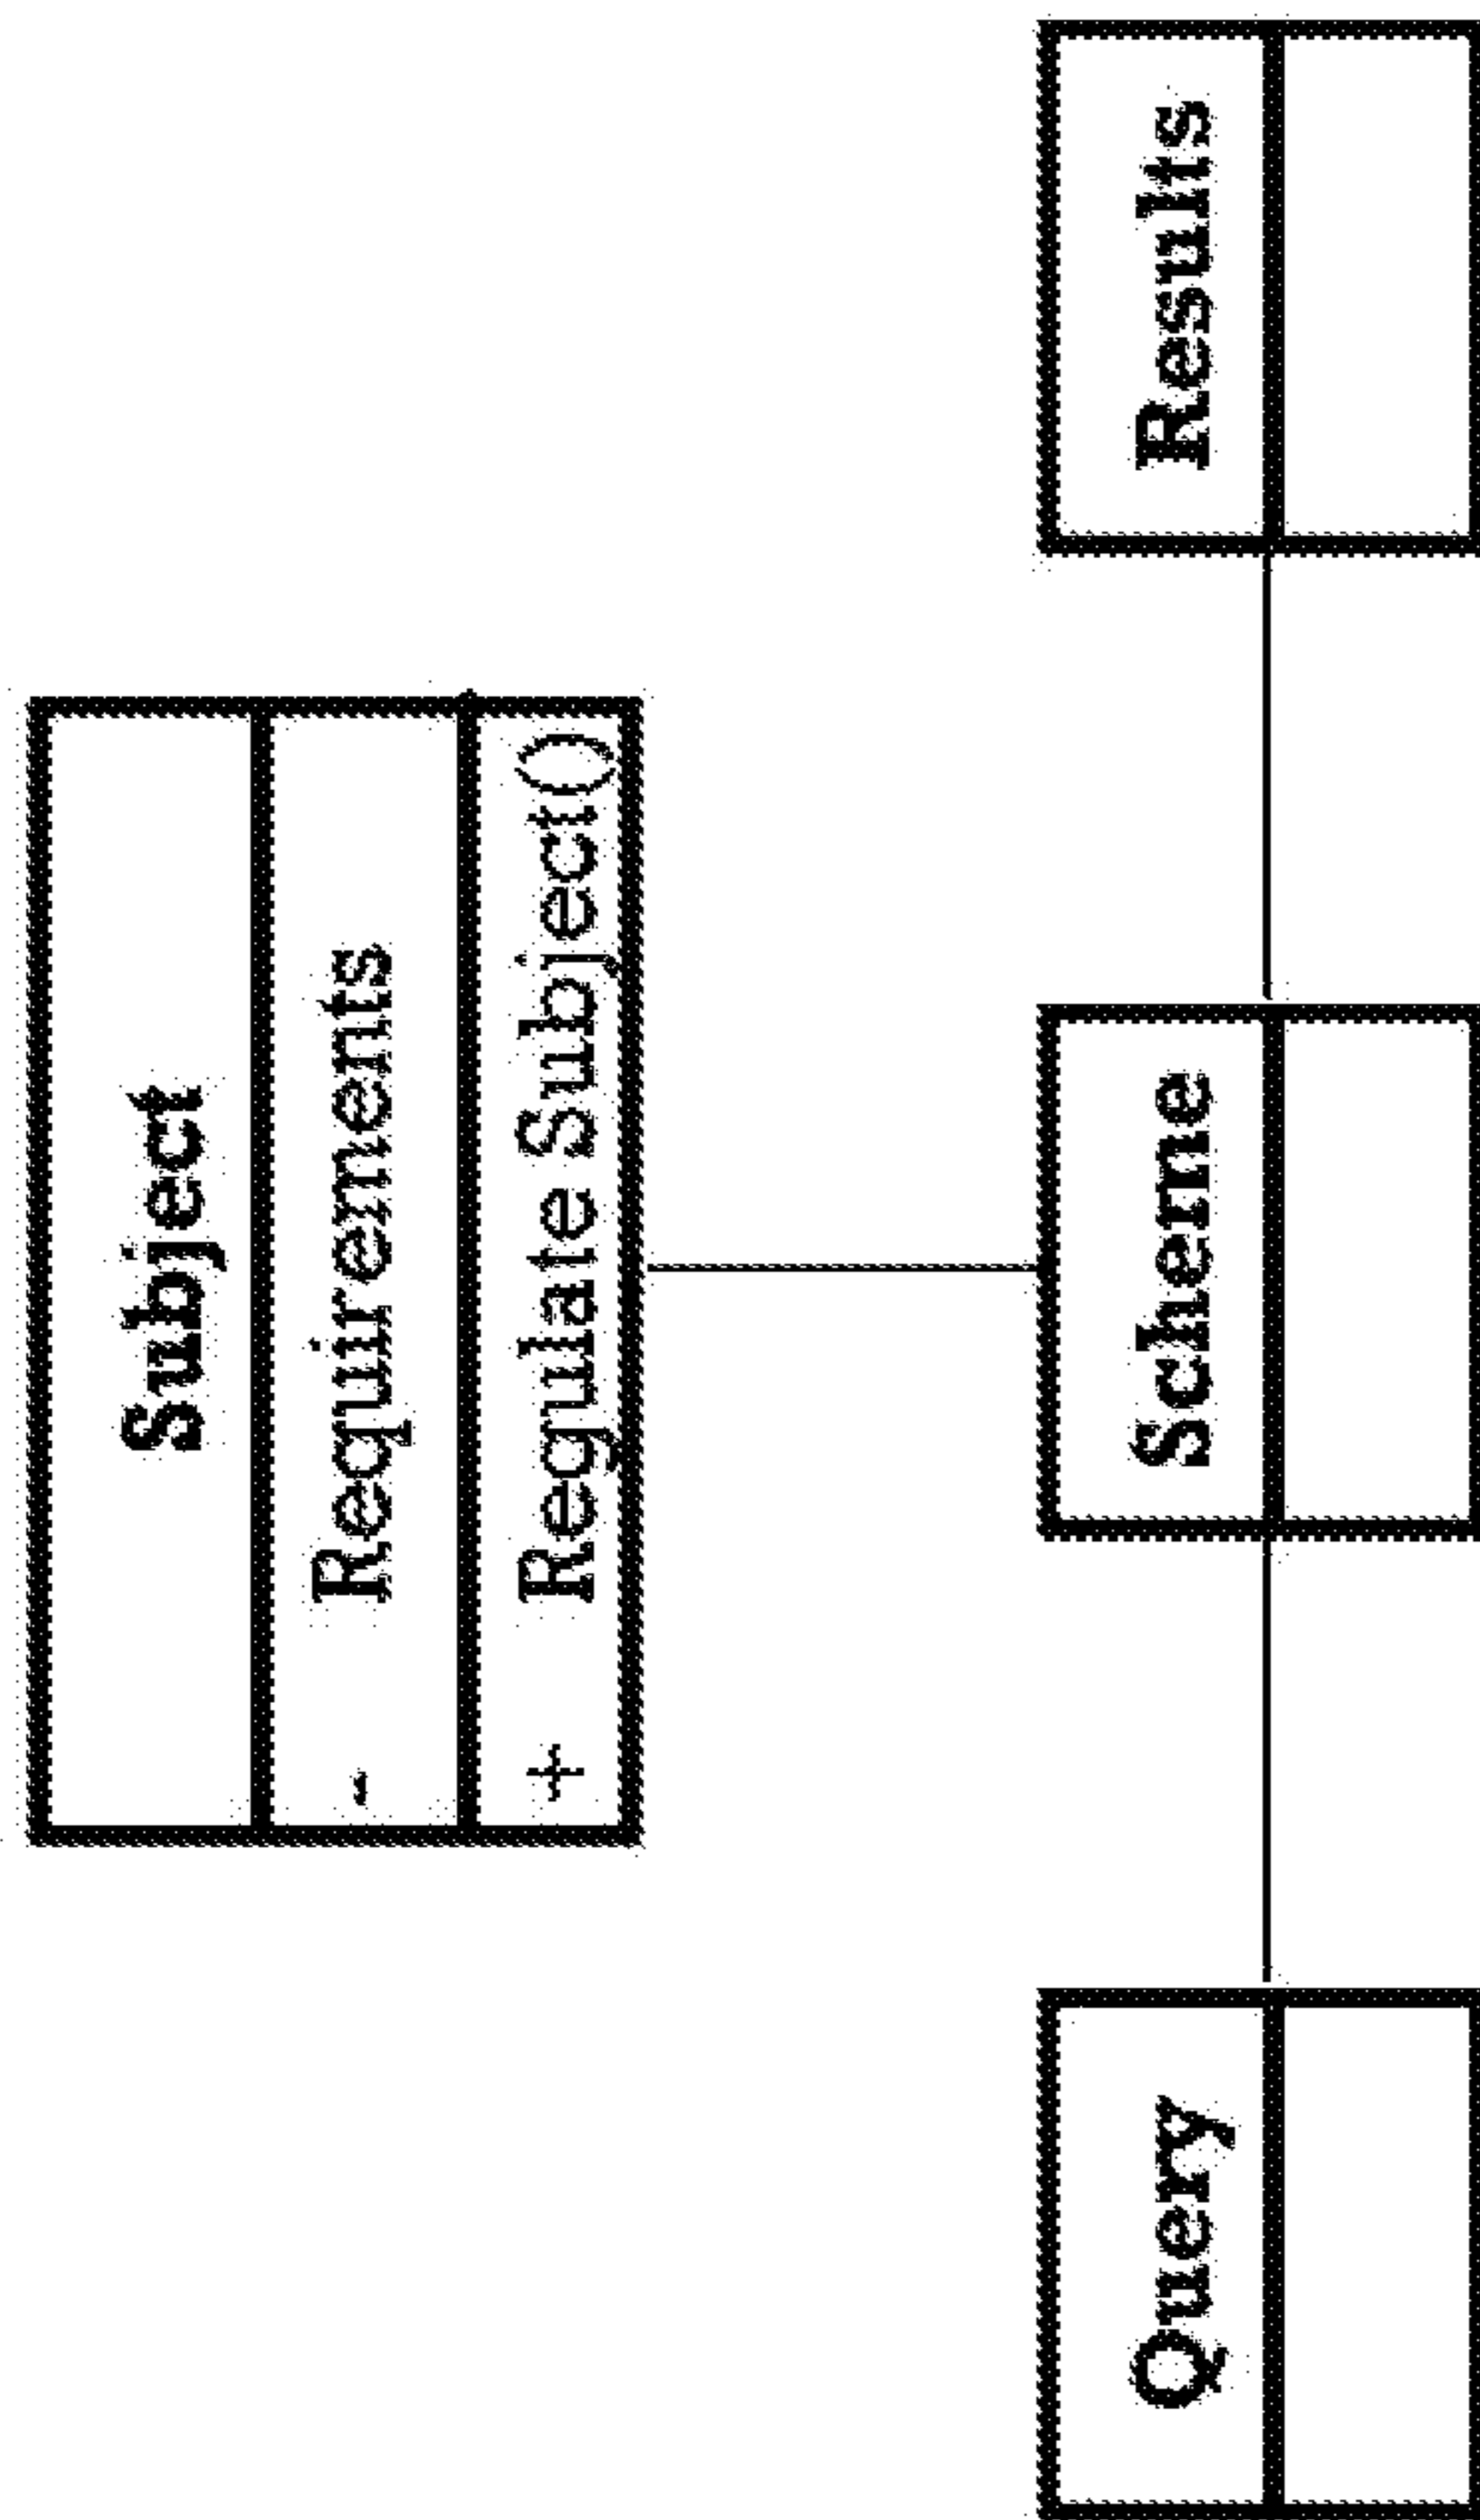 Subject
- Requirements
+ Regulate Subject()
Query
Scheme
Results